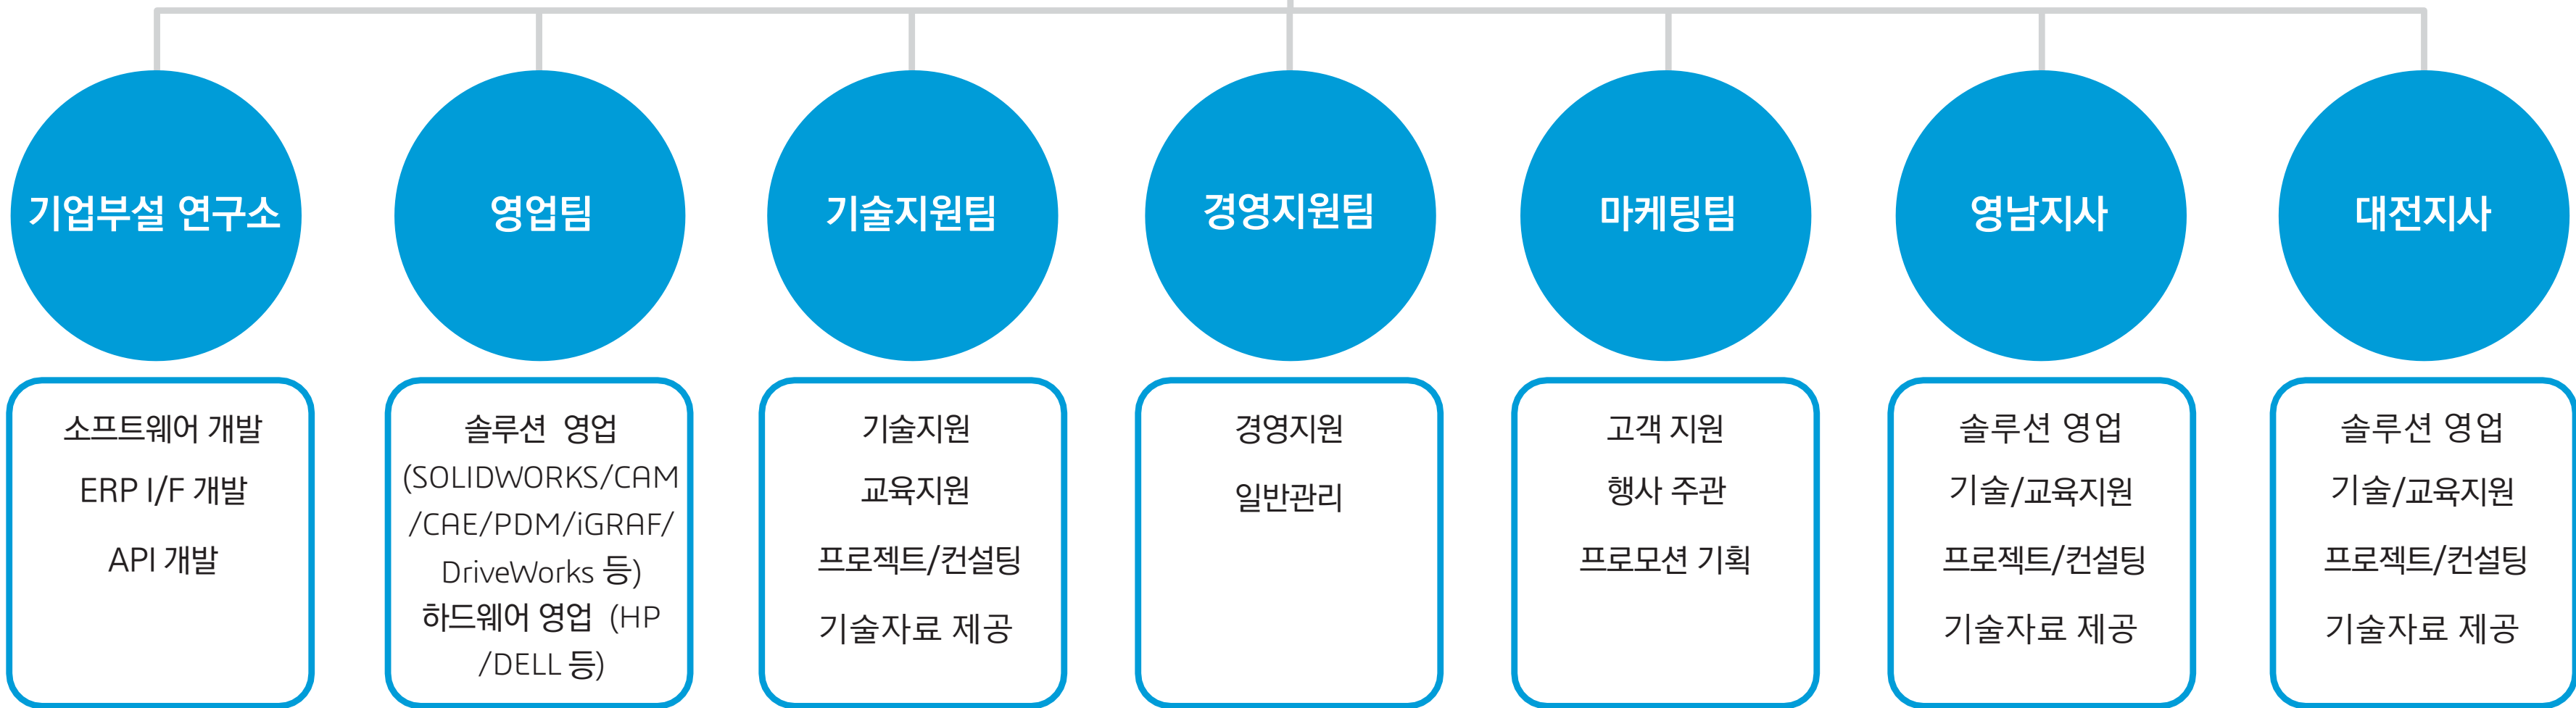 기업부설 연구소
영업팀
기술지원팀
경영지원팀
마케팅팀
영남지사
대전지사
소프트웨어 개발
ERP I/F 개발
API 개발
솔루션 영업
(SOLIDWORKS/CAM
/CAE/PDM/iGRAF/
DriveWorks 등)
하드웨어 영업 (HP
/DELL 등)
기술지원
교육지원
프로젝트/컨설팅
기술자료 제공
경영지원
일반관리
고객 지원
행사 주관
프로모션 기획
솔루션 영업
기술/교육지원
프로젝트/컨설팅
기술자료 제공
솔루션 영업
기술/교육지원
프로젝트/컨설팅
기술자료 제공